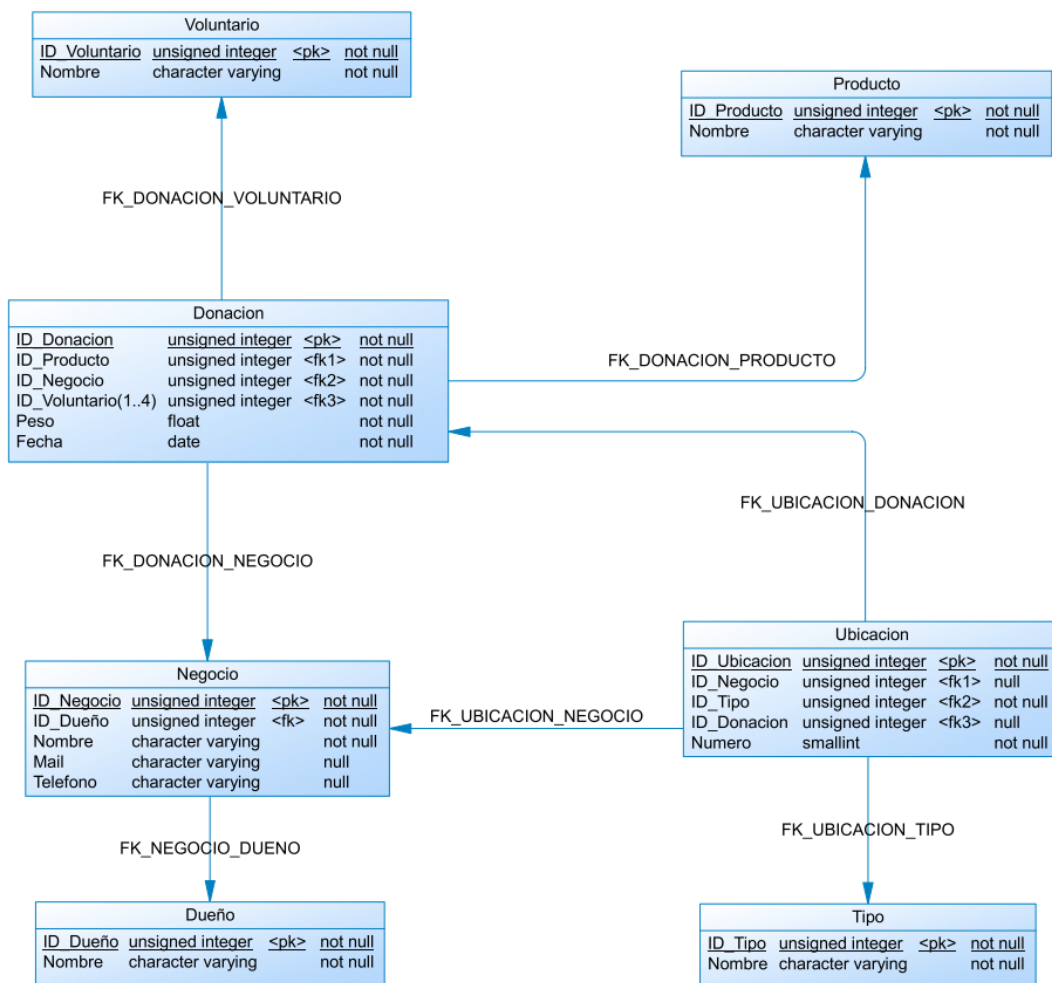 Voluntario
ID_Voluntario unsigned integer <pk> not null
Nombre character varying not null
Producto
ID_Producto unsigned integer <pk> not null
Nombre character varying not null
FK_DONACION_VOLUNTARIO
Donacion
ID_Donacion unsigned integer <pk> not null
ID_Producto unsigned integer <fk1> not null
ID_Negocio unsigned integer <fk2> not null
ID_Voluntario(1..4) unsigned integer <fk3> not null
Peso float not null
Fecha date not null
FK_DONACION_PRODUCTO
FK_UBICACION_DONACION
FK_DONACION_NEGOCIO
Ubicacion
ID_Ubicacion unsigned integer <pk> not null
ID_Negocio unsigned integer <fk1> null
ID_Tipo unsigned integer <fk2> not null
ID_Donacion unsigned integer <fk3> null
Numero smallint not null
Negocio
ID_Negocio unsigned integer <pk> not null
ID_Dueño unsigned integer <fk> not null
Nombre character varying not null
Mail character varying null
Telefono character varying null
FK_UBICACION_NEGOCIO
FK_UBICACION_TIPO
FK_NEGOCIO_DUENO
Dueño
ID_Dueño unsigned integer <pk> not null
Nombre character varying not null
Tipo
ID_Tipo unsigned integer <pk> not null
Nombre character varying not null